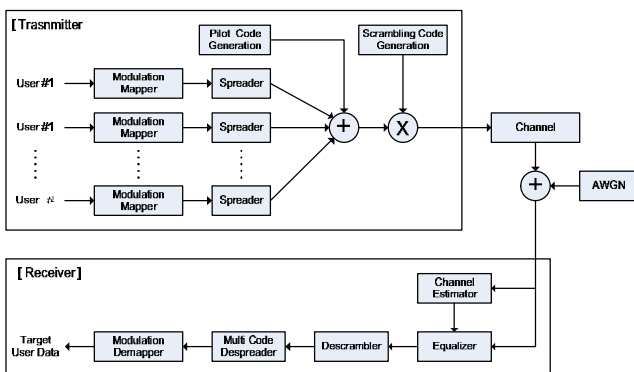 [ Trasnmitter
Pilot Code
Generation
Scrambling Code
Generation
User #1
Modulation
Mapper
Spreader
User #1
Modulation
Mapper
Spreader
+
X
Channel
User N
Modulation
Mapper
Spreader
+
AWGN
[ Receiver]
Channel
Estimator
Target
User Data
Modulation
Demapper
Multi Code
Despreader
Descrambler
Equalizer